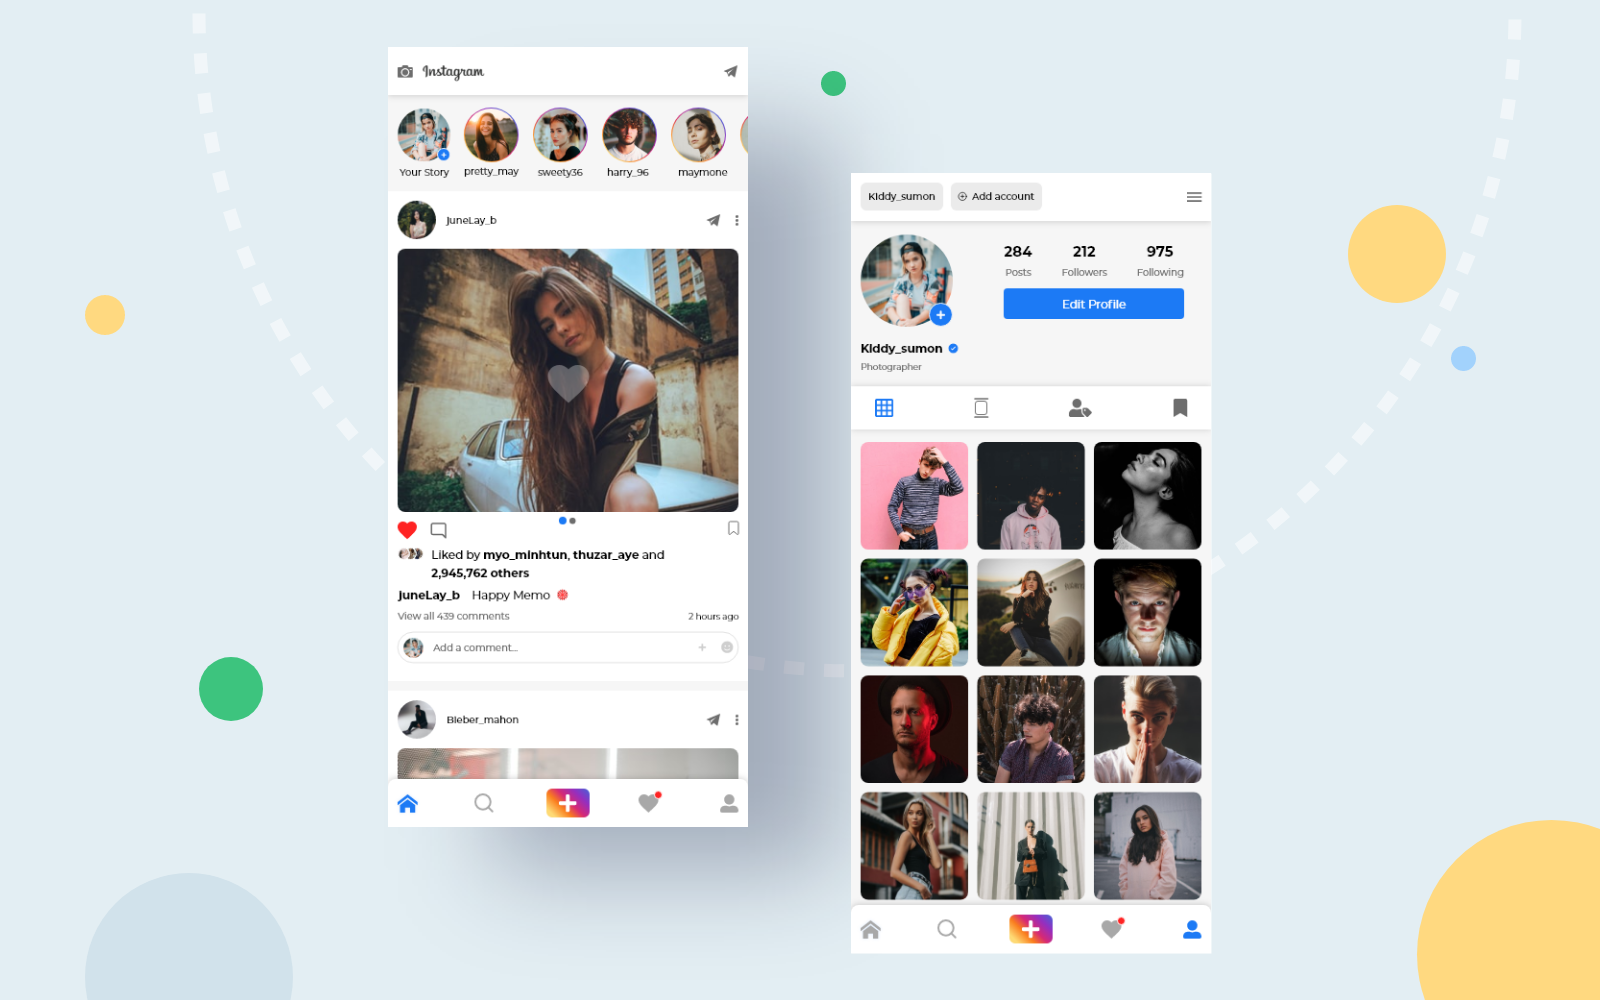 Instagram
Your Story
pretty_may
sweety36
harry_96
maymone
JuneLay_b
Liked by myo_minhtun, thuzar_aye and
2,945,762 others
JuneLay_b Happy Memo
View all 439 comments
2 hours ago
Add a comment...
Bieber_mahon
Kiddy_sumon
Add account
284
212
975
Posts
Followers
Following
Edit Profile
Kiddy_sumon
Photographer